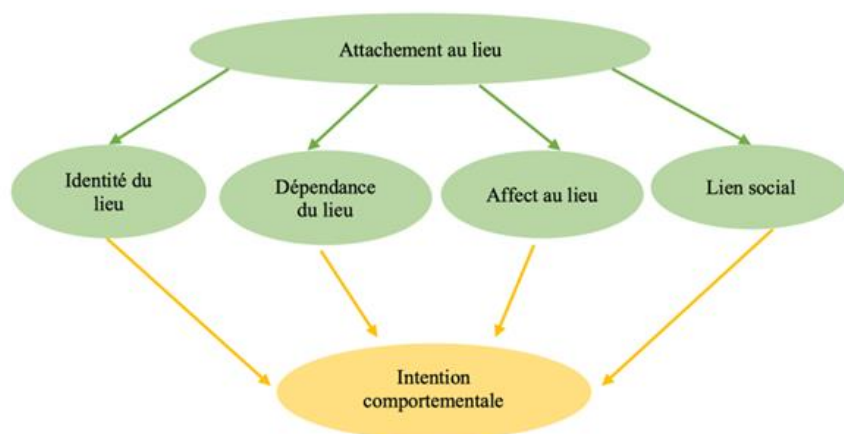 Attachement au lieu
Identité du
lieu
Dépendance
du lieu
Affect au lieu
Lien social
Intention
comportementale